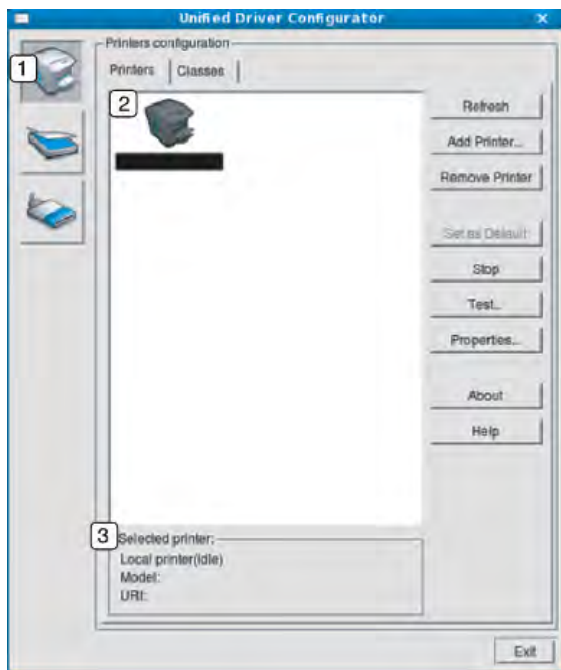 Unified Driver Configurator
Printers configuration
1
Printers
Classes
2
Refresh
Add Printer...
Remove Printer
Set as Default
Stop
Test...
Properties...
About
Help
3
Selected printer:
Local printer(idle)
Model:
URI:
Exit